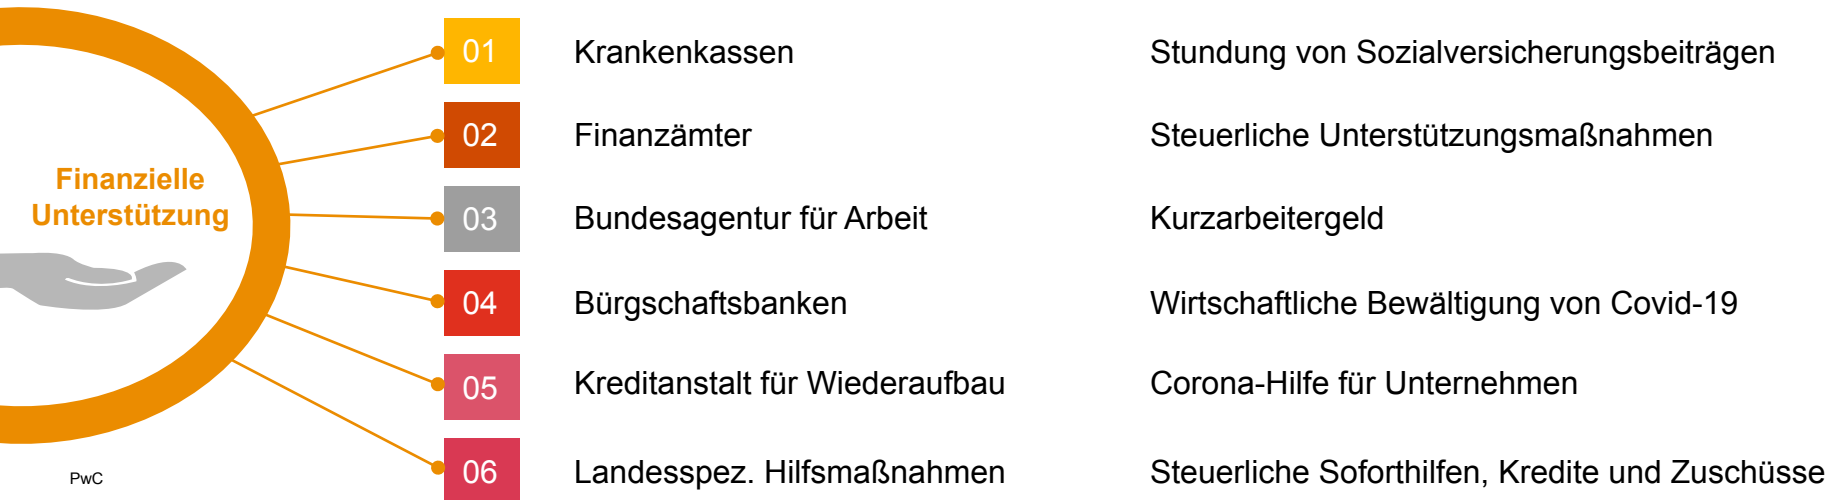 Finanzielle
Unterstützung
01 Krankenkassen Stundung von Sozialversicherungsbeiträgen
02 Finanzämter Steuerliche Unterstützungsmaßnahmen
03 Bundesagentur für Arbeit Kurzarbeitergeld
04 Bürgschaftsbanken Wirtschaftliche Bewältigung von Covid-19
05 Kreditanstalt für Wiederaufbau Corona-Hilfe für Unternehmen
06 Landesspez. Hilfsmaßnahmen Steuerliche Soforthilfen, Kredite und Zuschüsse
PwC